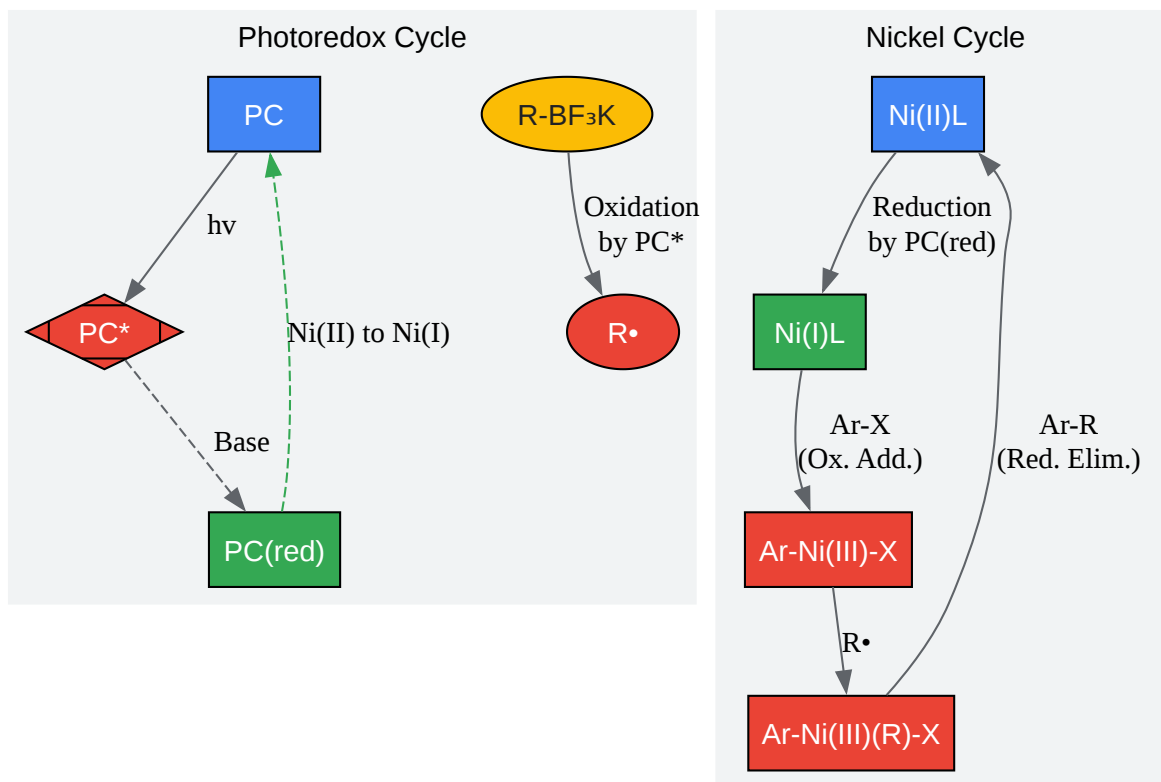 Photoredox Cycle
PC
R-BF₃K
hv
Oxidation
by PC*
PC*
Ni(II) to Ni(I)
R•
Base
PC(red)
Nickel Cycle
Ni(II)L
Reduction
by PC(red)
Ni(I)L
Ar-X
(Ox. Add.)
Ar-R
(Red. Elim.)
Ar-Ni(III)-X
R•
Ar-Ni(III)(R)-X